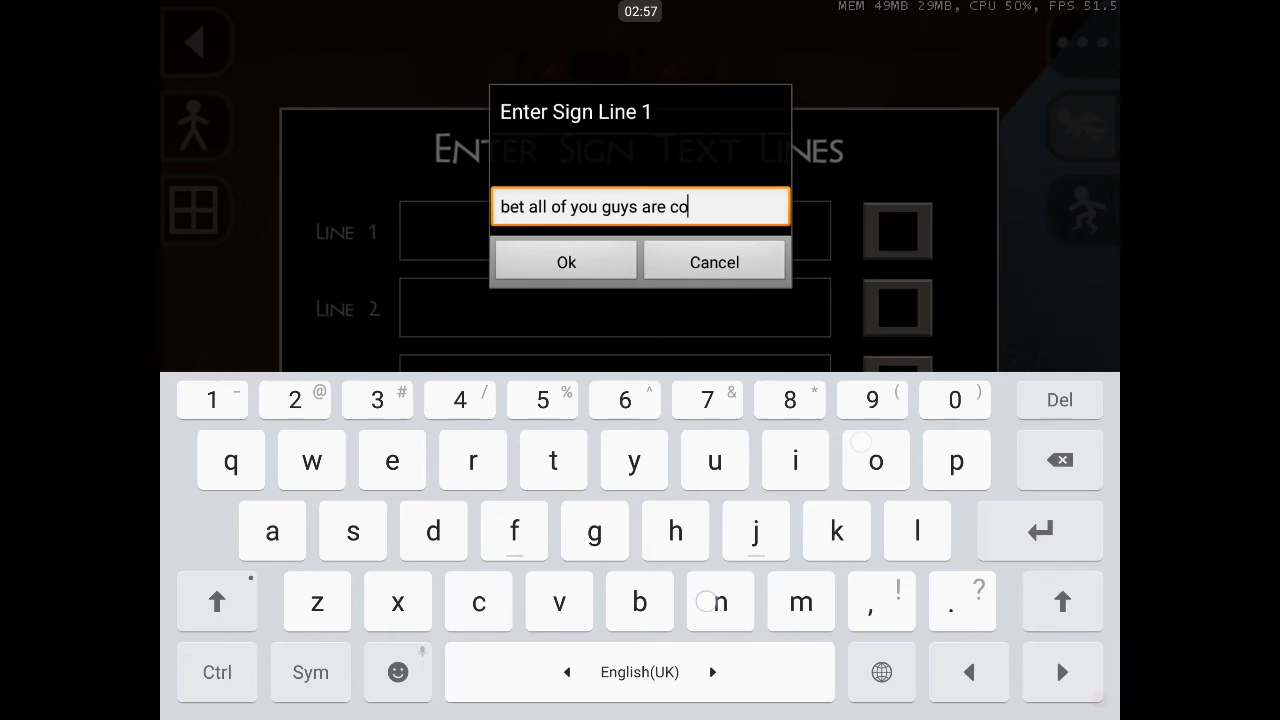 02:57
MEM 49MB 29MB, CPU 50%, FPS 51.5
Enter Sign Line 1
Enter Sign Text Lines
Line 1
bet all of you guys are co
Ok Cancel
Line 2
1 - 2 @ 3 # 4 / 5 % 6 ^ 7 & 8 * 9 ( 0 ) Del
q w e r t y u i o p
a s d f g h j k l
z x c v b n m , ! . ?
Ctrl Sym English(UK)